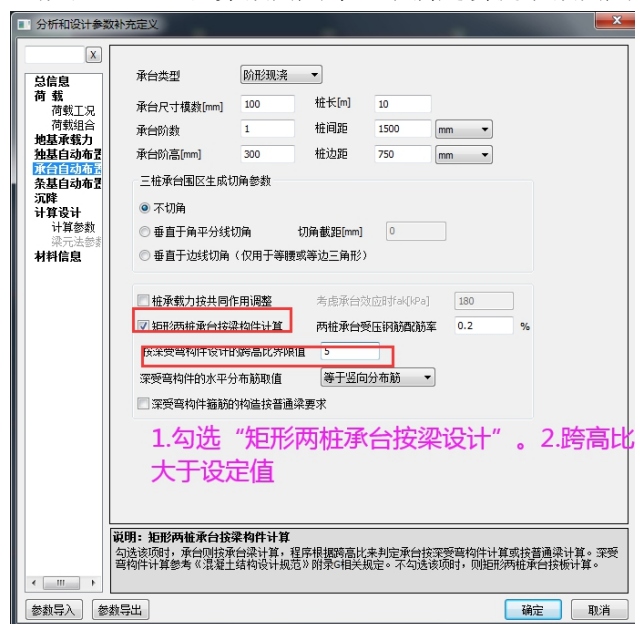 分析和设计参数补充定义
X
总信息
荷 载
荷载工况
荷载组合
地基承载力
独基自动布置
承台自动布置
条基自动布置
沉降
计算设计
计算参数
梁元法参数
材料信息
承台类型 阶形现浇
承台尺寸模数[mm] 100 桩长[m] 10
承台阶数 1 桩间距 1500 mm
承台阶高[mm] 300 桩边距 750 mm
三桩承台围区生成切角参数
不切角
垂直于角平分线切角 切角截距[mm] 0
垂直于边线切角（仅用于等腰或等边三角形）
桩承载力按共同作用调整 考虑承台效应时fak[kPa] 180
矩形两桩承台按梁构件计算 两桩承台受压钢筋配筋率 0.2 %
按深受弯构件设计的跨高比界限值 5
深受弯构件的水平分布筋取值 等于竖向分布筋
深受弯构件箍筋的构造按普通梁要求
1.勾选“矩形两桩承台按梁设计”。2.跨高比
大于设定值
说明：矩形两桩承台按梁构件计算
勾选该项时，承台则按承台梁计算，程序根据跨高比来判定承台按深受弯构件计算或按普通梁计算。深受
弯构件计算参考《混凝土结构设计规范》附录G相关规定。不勾选该项时，则矩形两桩承台按板计算。
参数导入 参数导出 确定 取消